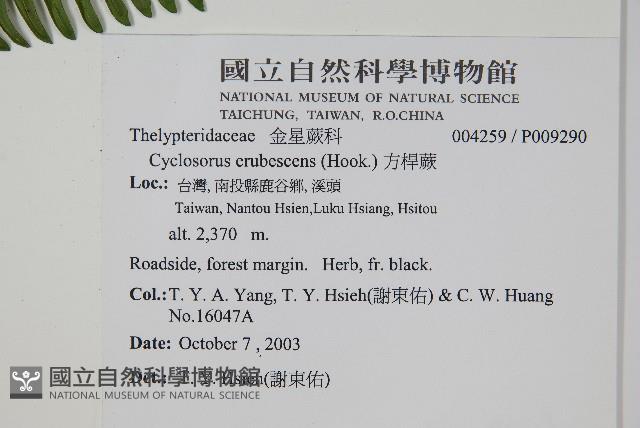 國立自然科學博物館
NATIONAL MUSEUM OF NATURAL SCIENCE
TAICHUNG, TAIWAN, R.O.CHINA
Thelypteridaceae 金星蕨科 004259 / P009290
Cyclosorus erubescens (Hook.) 方桿蕨
Loc.: 台灣, 南投縣鹿谷鄉, 溪頭
Taiwan, Nantou Hsien,Luku Hsiang, Hsitou
alt. 2,370 m.
Roadside, forest margin. Herb, fr. black.
Col.: T. Y. A. Yang, T. Y. Hsieh(謝東佑) & C. W. Huang
No.16047A
Date: October 7 , 2003
Det.: T. Y. Hsieh(謝東佑)
國立自然科學博物館
NATIONAL MUSEUM OF NATURAL SCIENCE